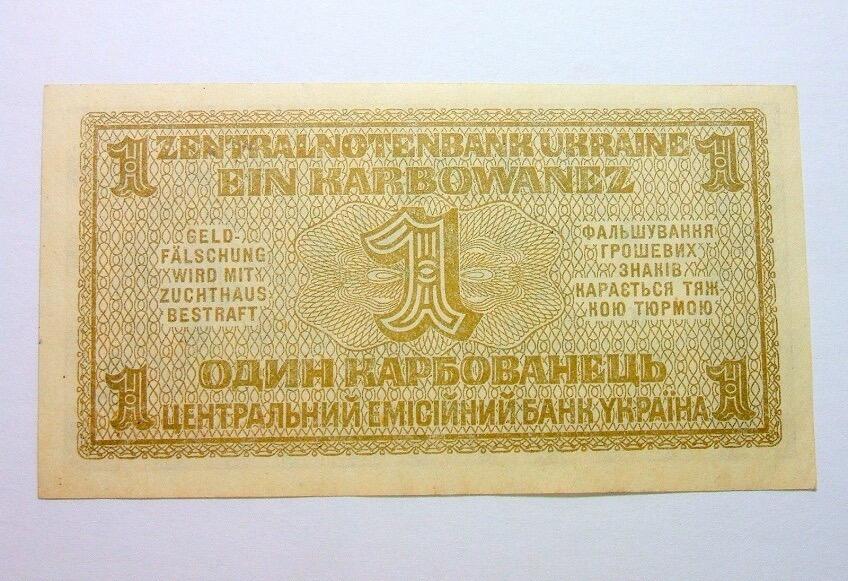 1 ZENTRALNOTENBANK UKRAINE 1
EIN KARBOWANEZ
GELD-
FÄLSCHUNG
WIRD MIT
ZUCHTHAUS
BESTRAFT
1
ФАЛЬШУВАННЯ
ГРОШЕВИХ
ЗНАКІВ
КАРАЄТЬСЯ ТЯЖ-
КОЮ ТЮРМОЮ
ОДИН КАРБОВАНЕЦЬ
1 ЦЕНТРАЛЬНИЙ ЕМІСІЙНИЙ БАНК УКРАЇНА 1